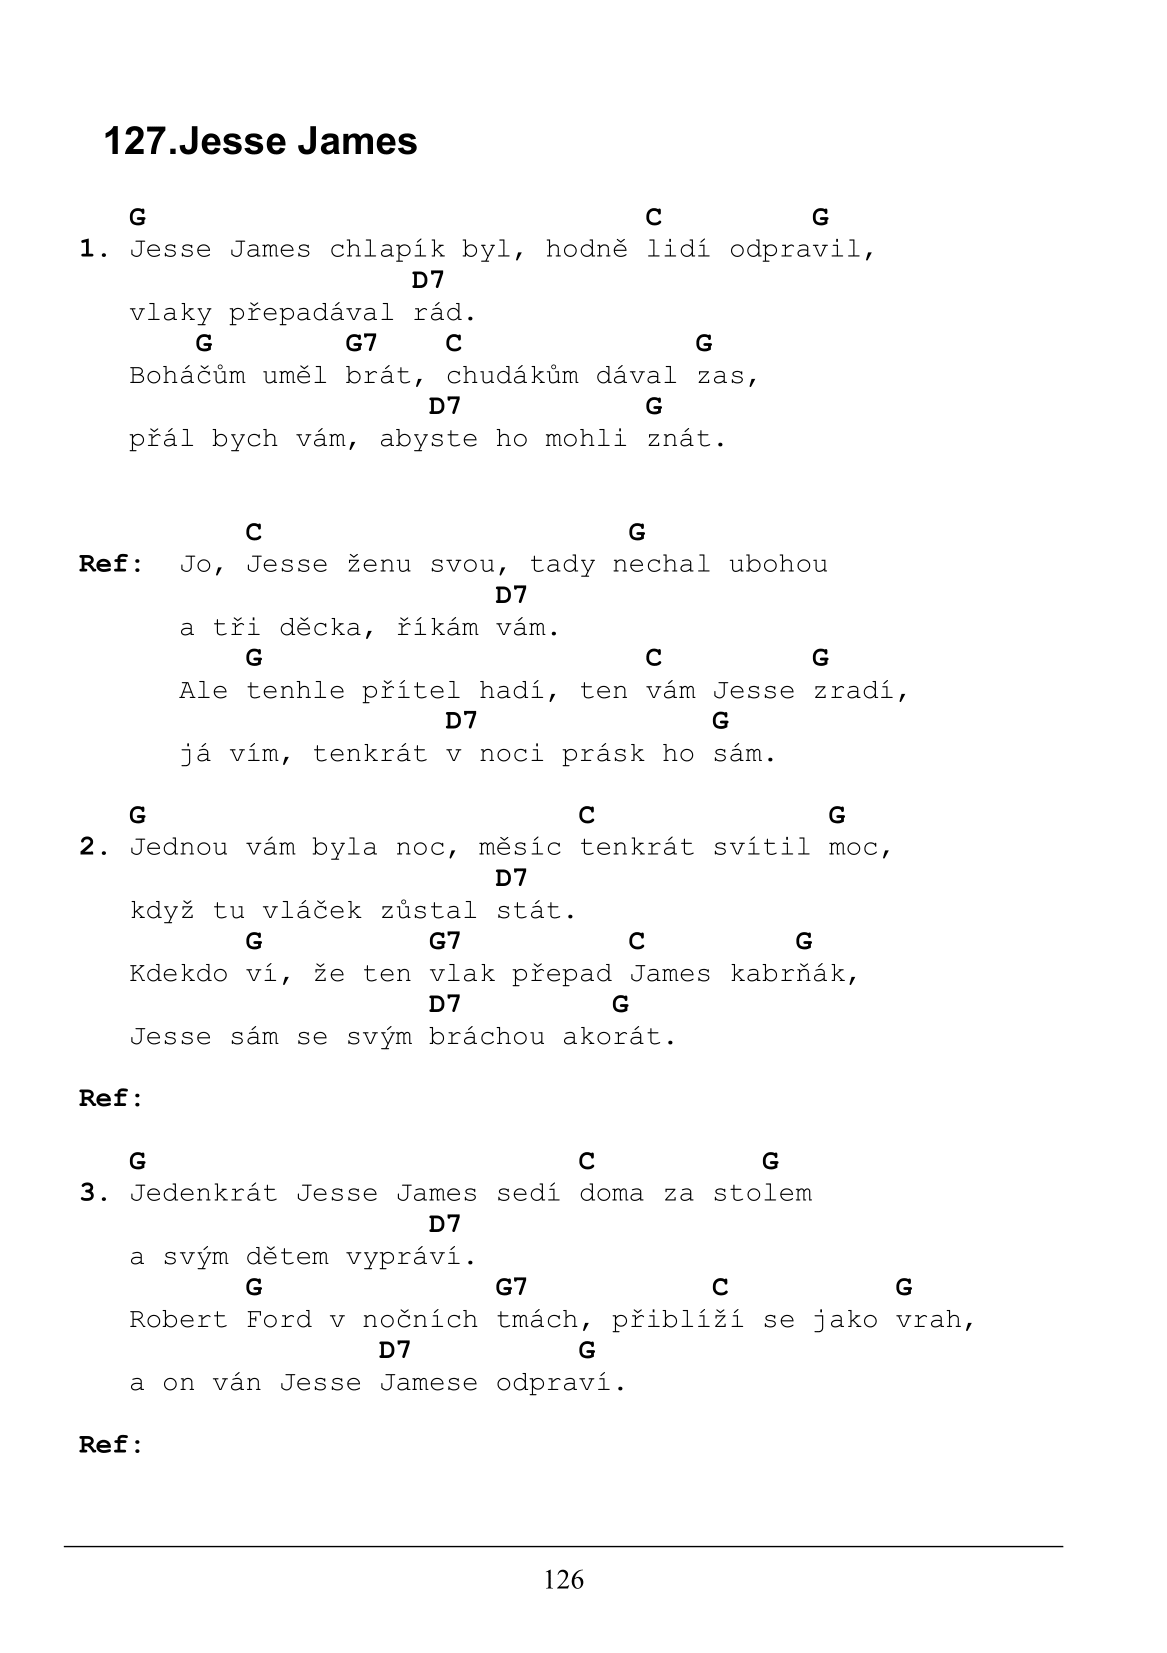 127.Jesse James
   G                              C         G
1. Jesse James chlapík byl, hodně lidí odpravil,
                    D7
   vlaky přepadával rád.
       G        G7    C              G
   Boháčům uměl brát, chudákům dával zas,
                     D7           G
   přál bych vám, abyste ho mohli znát.
          C                      G
Ref:  Jo, Jesse ženu svou, tady nechal ubohou
                         D7
      a tři děcka, říkám vám.
          G                       C         G
      Ale tenhle přítel hadí, ten vám Jesse zradí,
                      D7              G
      já vím, tenkrát v noci prásk ho sám.
   G                          C              G
2. Jednou vám byla noc, měsíc tenkrát svítil moc,
                         D7
   když tu vláček zůstal stát.
          G          G7           C         G
   Kdekdo ví, že ten vlak přepad James kabrňák,
                     D7         G
   Jesse sám se svým bráchou akorát.
Ref:
   G                          C          G
3. Jedenkrát Jesse James sedí doma za stolem
                     D7
   a svým dětem vypráví.
          G              G7           C          G
   Robert Ford v nočních tmách, přiblíží se jako vrah,
                  D7          G
   a on ván Jesse Jamese odpraví.
Ref:
126